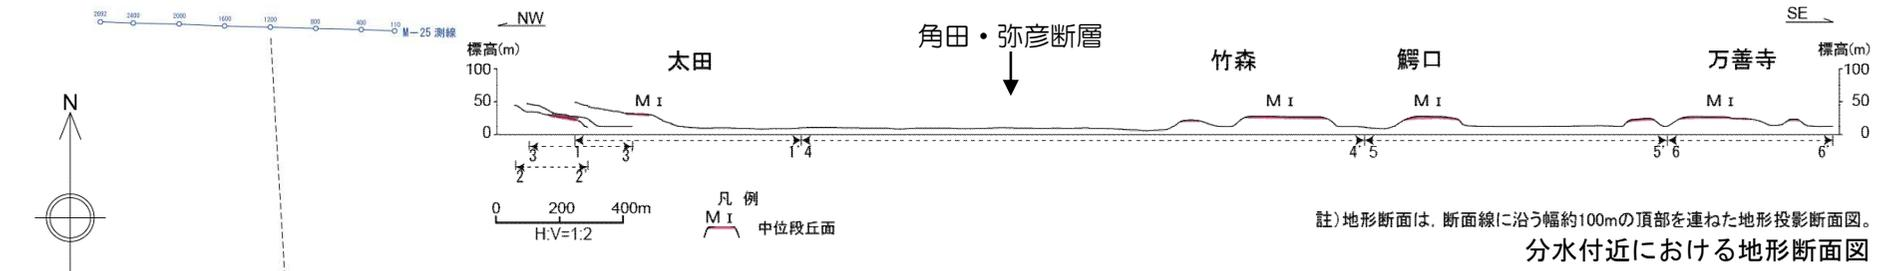 2092 2400 2000 1600 1200 800 400 110
M-25 測線
N
NW
SE
角田・弥彦断層
標高(m)
標高(m)
太田
竹森
鰐口
万善寺
100
50
0
MⅠ
MⅠ
MⅠ
MⅠ
100
50
0
3 1 3' 1' 4 4' 5 5' 6 6'
2 2'
0 200 400m
H:V=1:2
凡 例
MⅠ
中位段丘面
註)地形断面は,断面線に沿う幅約100mの頂部を連ねた地形投影断面図。
分水付近における地形断面図